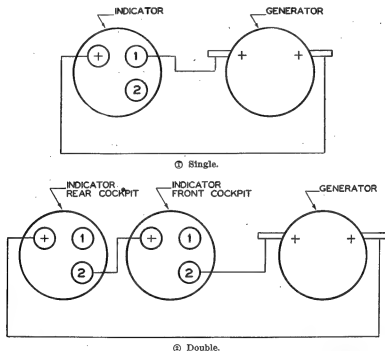 INDICATOR GENERATOR
+ 1 + +
2
① Single.
INDICATOR REAR COCKPIT
INDICATOR FRONT COCKPIT
GENERATOR
+ 1 + 1 + +
2 2
② Double.